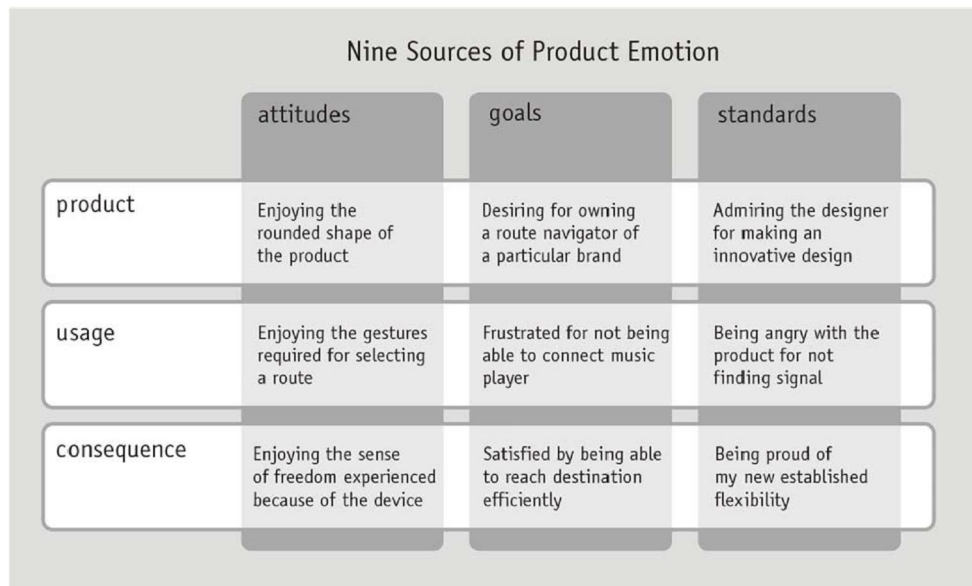 Nine Sources of Product Emotion
attitudes
goals
standards
product
Enjoying the
rounded shape of
the product
Desiring for owning
a route navigator of
a particular brand
Admiring the designer
for making an
innovative design
usage
Enjoying the gestures
required for selecting
a route
Frustrated for not being
able to connect music
player
Being angry with the
product for not
finding signal
consequence
Enjoying the sense
of freedom experienced
because of the device
Satisfied by being able
to reach destination
efficiently
Being proud of
my new established
flexibility